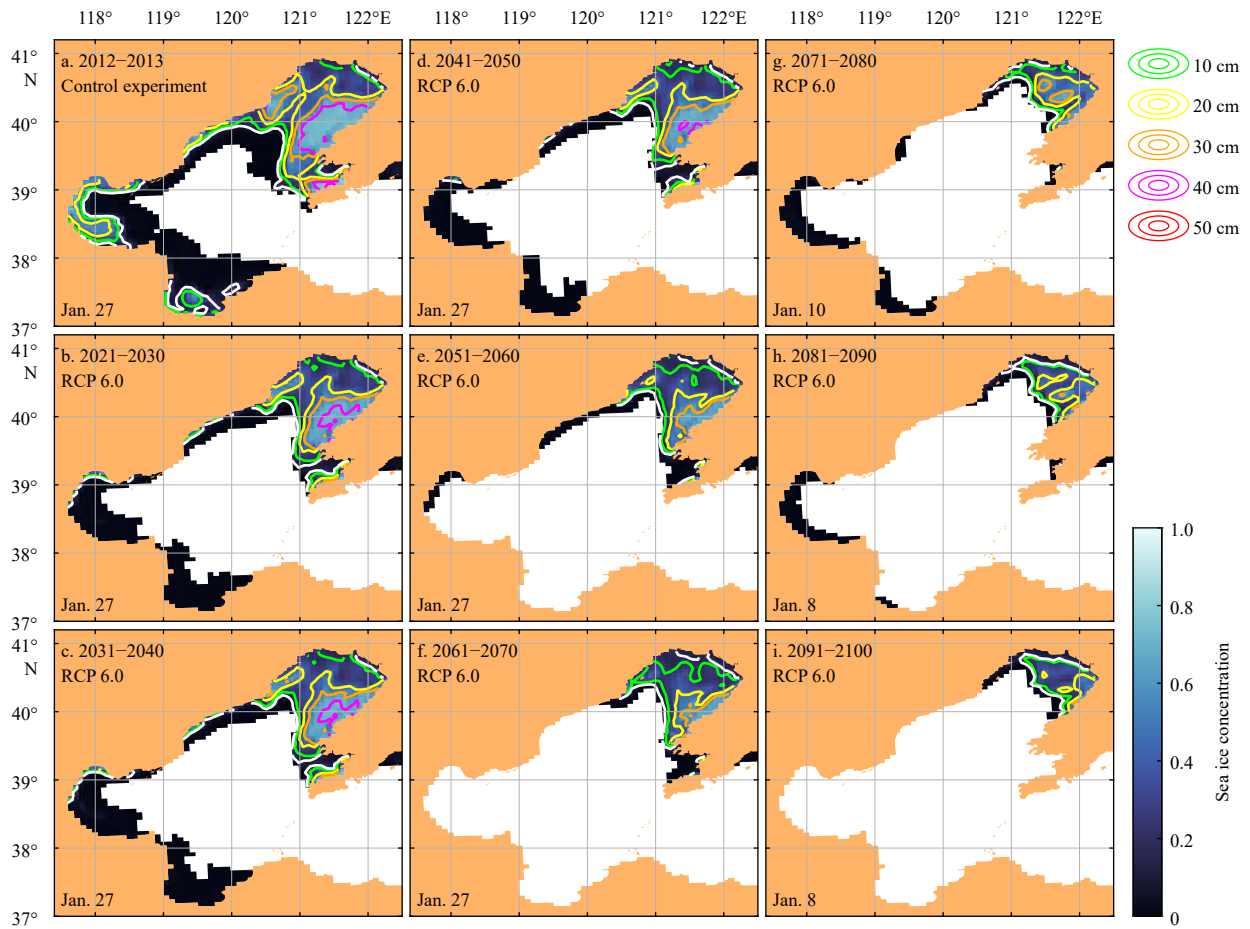 118° 119° 120° 121° 122°E 118° 119° 120° 121° 122°E 118° 119° 120° 121° 122°E
41°
N
40°
39°
38°
37°
a. 2012−2013
Control experiment
Jan. 27
d. 2041−2050
RCP 6.0
Jan. 27
g. 2071−2080
RCP 6.0
Jan. 10
10 cm
20 cm
30 cm
40 cm
50 cm
41°
N
40°
39°
38°
37°
b. 2021−2030
RCP 6.0
Jan. 27
e. 2051−2060
RCP 6.0
Jan. 27
h. 2081−2090
RCP 6.0
Jan. 8
41°
N
40°
39°
38°
37°
c. 2031−2040
RCP 6.0
Jan. 27
f. 2061−2070
RCP 6.0
Jan. 27
i. 2091−2100
RCP 6.0
Jan. 8
1.0
0.8
0.6
0.4
0.2
0
Sea ice concentration